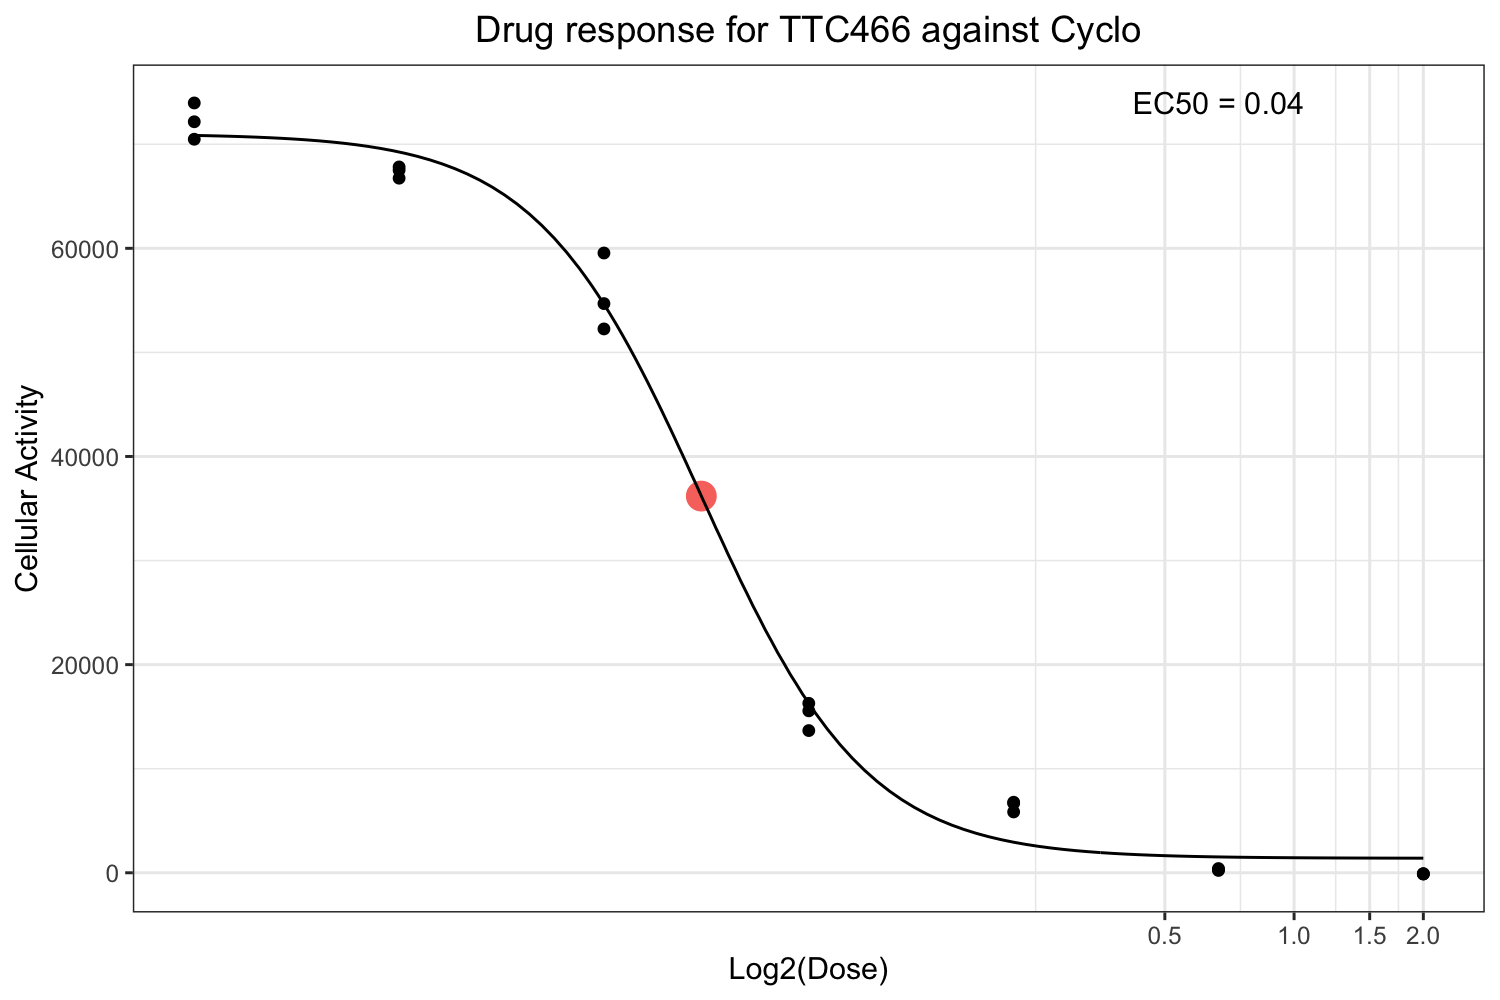 Drug response for TTC466 against Cyclo
EC50 = 0.04
Cellular Activity
60000
40000
20000
0
0.5 1.0 1.5 2.0
Log2(Dose)